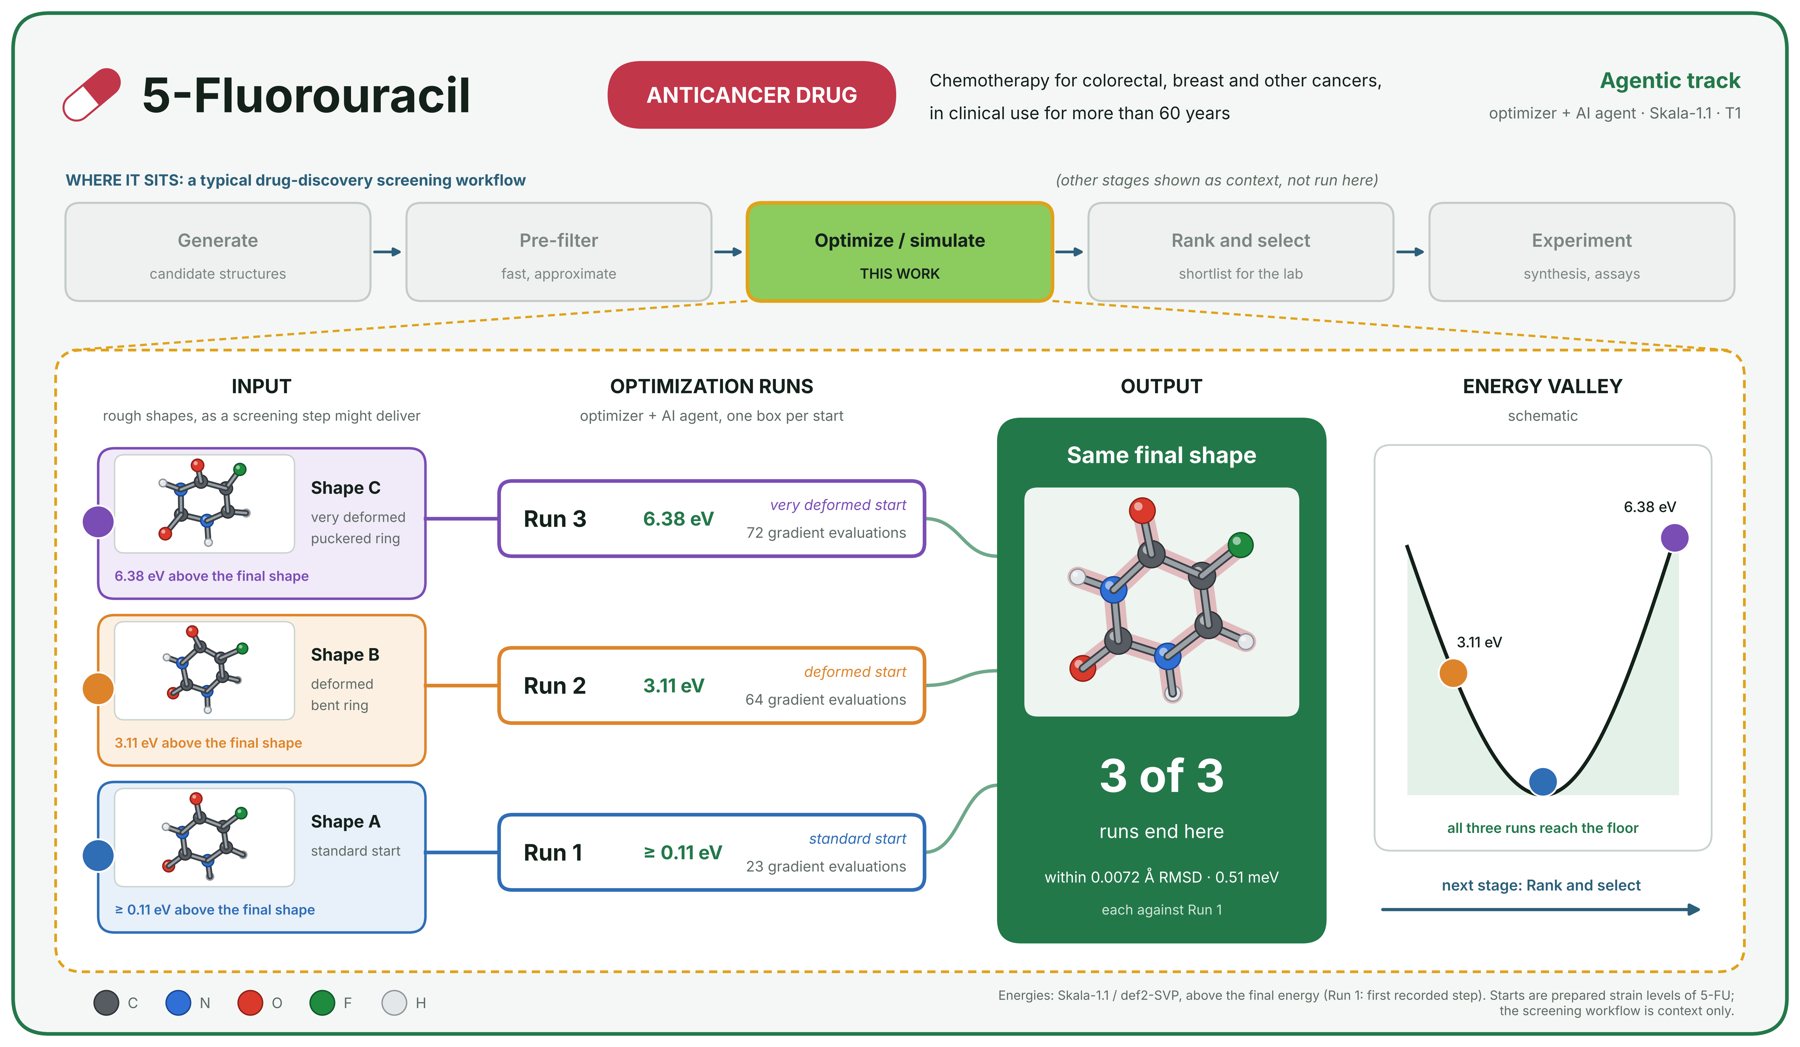 5-Fluorouracil
ANTICANCER DRUG
Chemotherapy for colorectal, breast and other cancers,
in clinical use for more than 60 years
Agentic track
optimizer + AI agent · Skala-1.1 · T1
WHERE IT SITS: a typical drug-discovery screening workflow
(other stages shown as context, not run here)
Generate
candidate structures
Pre-filter
fast, approximate
Optimize / simulate
THIS WORK
Rank and select
shortlist for the lab
Experiment
synthesis, assays
INPUT
rough shapes, as a screening step might deliver
Shape C
very deformed
puckered ring
6.38 eV above the final shape
Shape B
deformed
bent ring
3.11 eV above the final shape
Shape A
standard start
≥ 0.11 eV above the final shape
OPTIMIZATION RUNS
optimizer + AI agent, one box per start
Run 3
6.38 eV
very deformed start
72 gradient evaluations
Run 2
3.11 eV
deformed start
64 gradient evaluations
Run 1
≥ 0.11 eV
standard start
23 gradient evaluations
OUTPUT
Same final shape
3 of 3
runs end here
within 0.0072 Å RMSD · 0.51 meV
each against Run 1
ENERGY VALLEY
schematic
6.38 eV
3.11 eV
all three runs reach the floor
next stage: Rank and select
C
N
O
F
H
Energies: Skala-1.1 / def2-SVP, above the final energy (Run 1: first recorded step). Starts are prepared strain levels of 5-FU;
the screening workflow is context only.